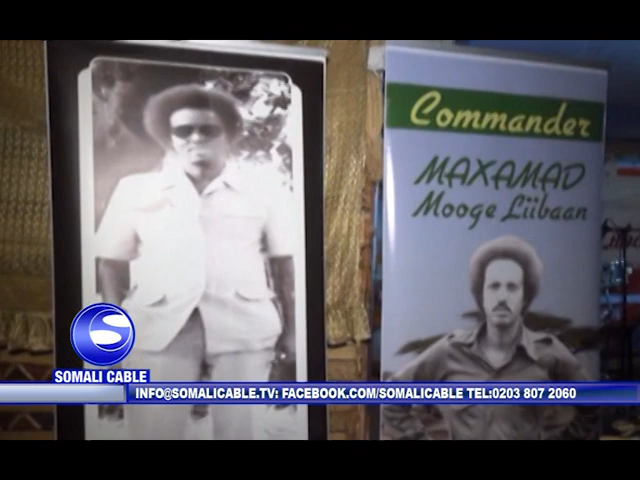 Commander
MAXAMAD
Mooge Liibaan
SOMALI CABLE
INFO@SOMALICABLE.TV: FACEBOOK.COM/SOMALICABLE TEL:0203 807 2060